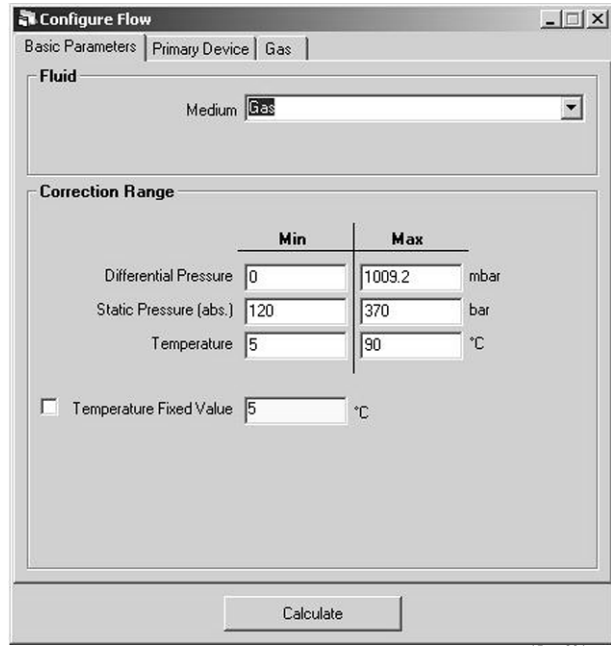 Configure Flow
Basic Parameters Primary Device Gas
Fluid
Medium Gas
Correction Range
Min Max
Differential Pressure 0 1009.2 mbar
Static Pressure (abs.) 120 370 bar
Temperature 5 90 °C
Temperature Fixed Value 5 °C
Calculate